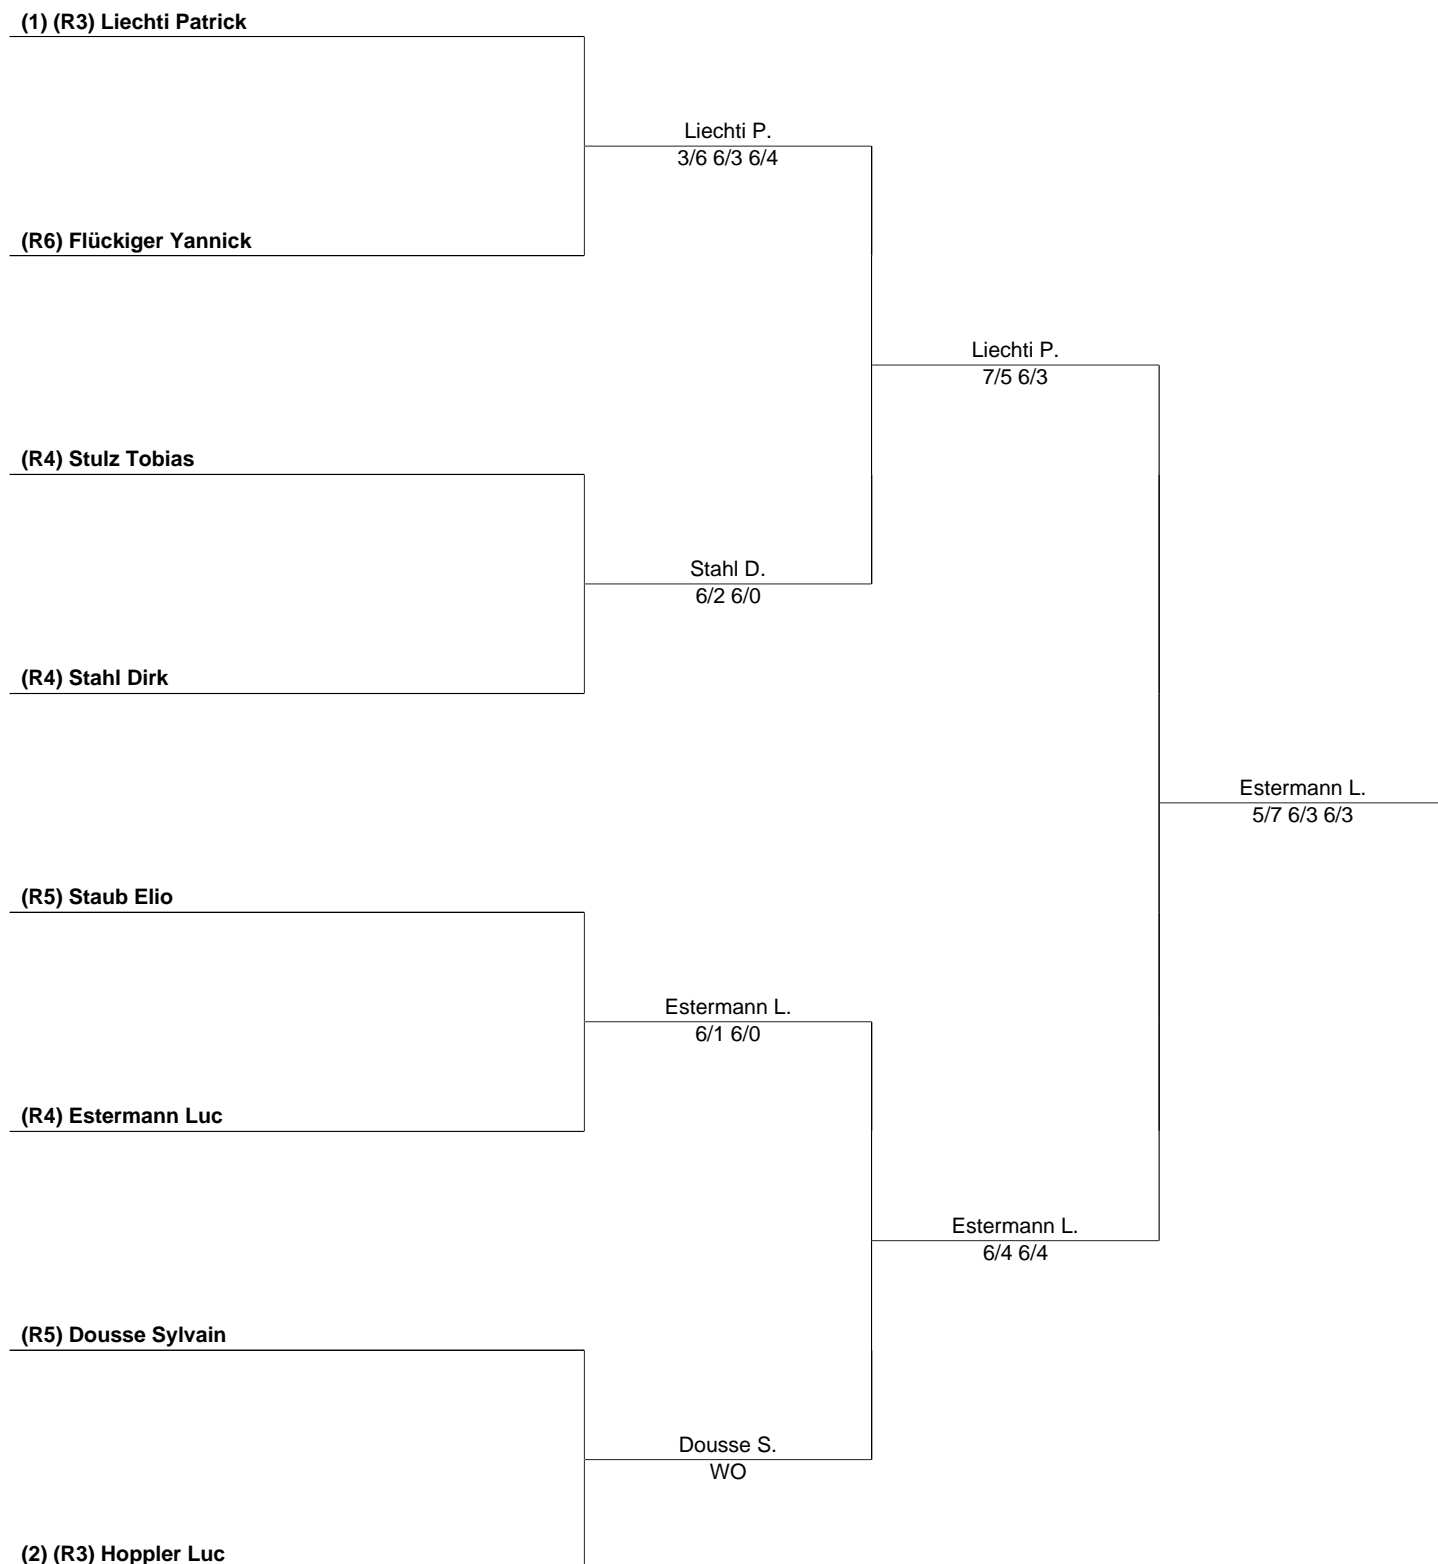 (1) (R3) Liechti Patrick
Liechti P.
3/6 6/3 6/4
(R6) Flückiger Yannick
Liechti P.
7/5 6/3
(R4) Stulz Tobias
Stahl D.
6/2 6/0
(R4) Stahl Dirk
Estermann L.
5/7 6/3 6/3
(R5) Staub Elio
Estermann L.
6/1 6/0
(R4) Estermann Luc
Estermann L.
6/4 6/4
(R5) Dousse Sylvain
Dousse S.
WO
(2) (R3) Hoppler Luc